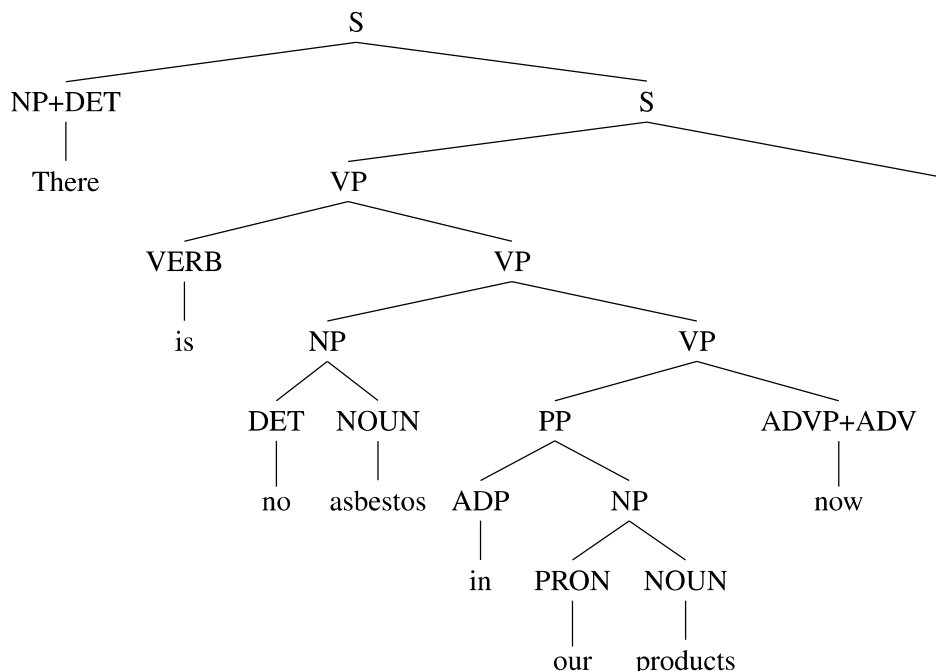 S
NP+DET S
There VP
VERB VP
is NP VP
DET NOUN PP ADVP+ADV
no asbestos ADP NP now
in PRON NOUN
our products